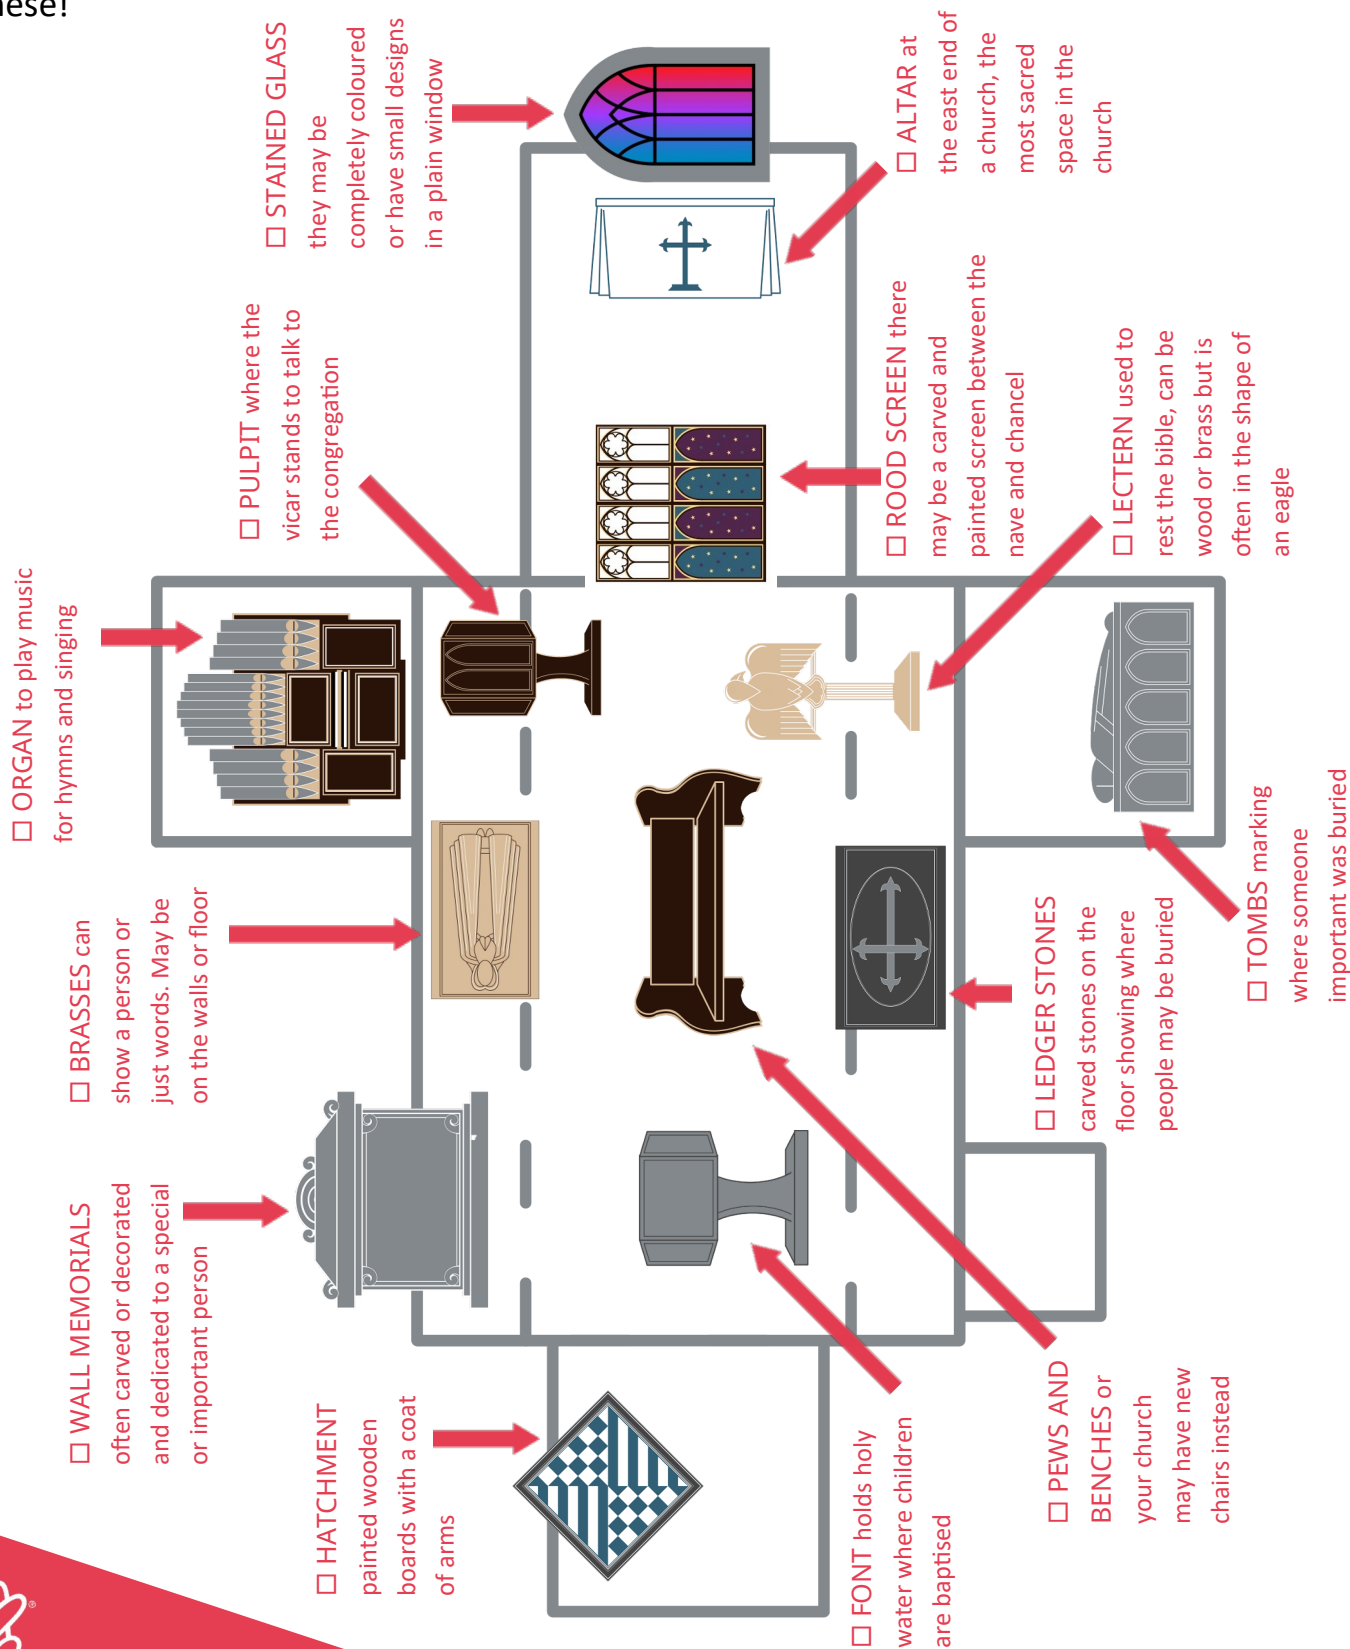 hese!
☐ HATCHMENT
painted wooden
boards with a coat
of arms
☐ WALL MEMORIALS
often carved or decorated
and dedicated to a special
or important person
☐ BRASSES can
show a person or
just words. May be
on the walls or floor
☐ ORGAN to play music
for hymns and singing
☐ PULPIT where the
vicar stands to talk to
the congregation
☐ STAINED GLASS
they may be
completely coloured
or have small designs
in a plain window
☐ ALTAR at
the east end of
a church, the
most sacred
space in the
church
☐ ROOD SCREEN there
may be a carved and
painted screen between the
nave and chancel
☐ LECTERN used to
rest the bible, can be
wood or brass but is
often in the shape of
an eagle
☐ TOMBS marking
where someone
important was buried
☐ LEDGER STONES
carved stones on the
floor showing where
people may be buried
☐ PEWS AND
BENCHES or
your church
may have new
chairs instead
☐ FONT holds holy
water where children
are baptised
®